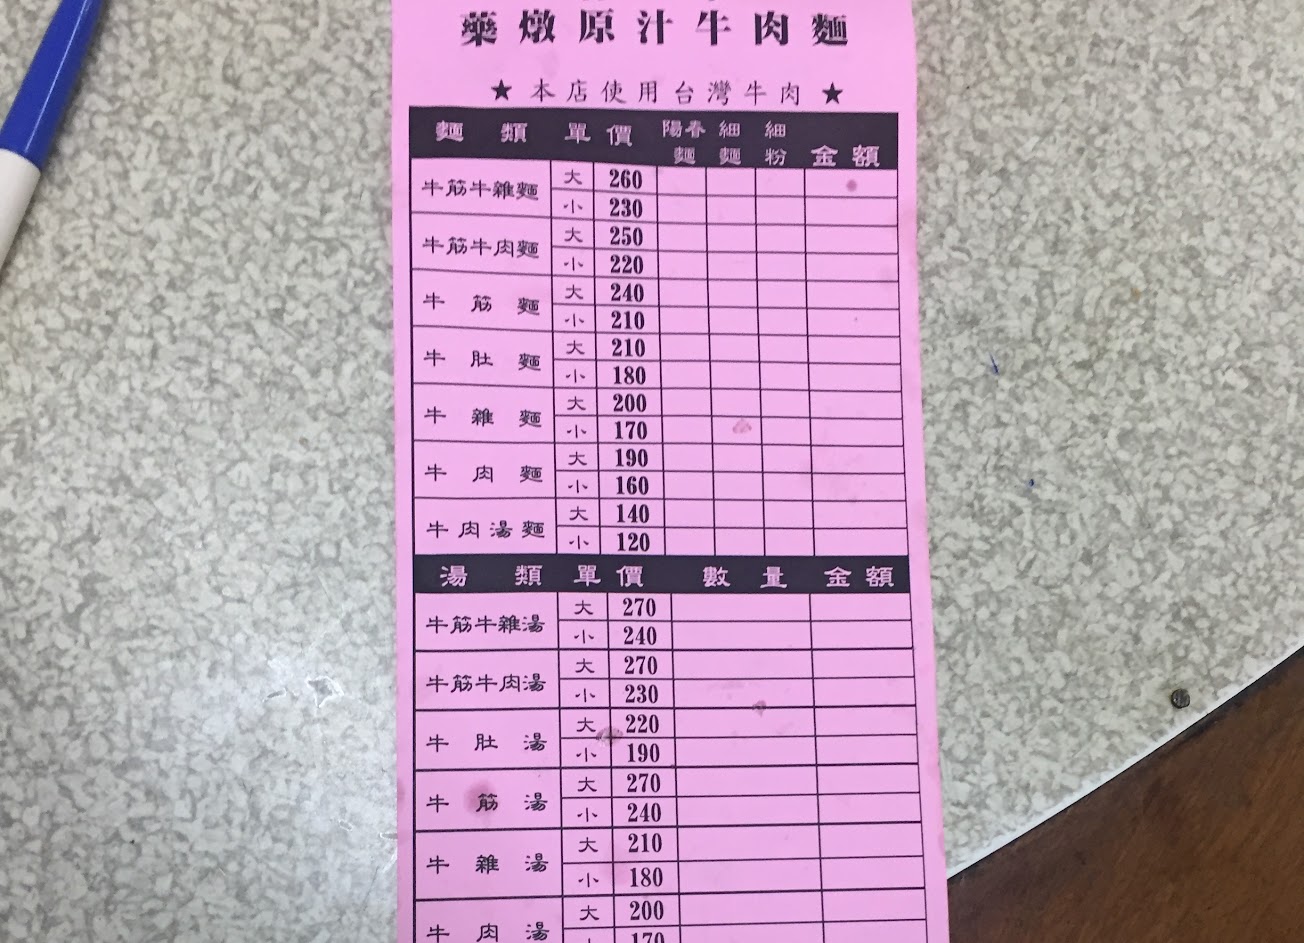 藥燉原汁牛肉麵
★本店使用台灣牛肉★
麵類 單價 陽春麵 細麵 細粉 金額
牛筋牛雜麵 大 260
小 230
牛筋牛肉麵 大 250
小 220
牛筋麵 大 240
小 210
牛肚麵 大 210
小 180
牛雜麵 大 200
小 170
牛肉麵 大 190
小 160
牛肉湯麵 大 140
小 120
湯類 單價 數量 金額
牛筋牛雜湯 大 270
小 240
牛筋牛肉湯 大 270
小 230
牛肚湯 大 220
小 190
牛筋湯 大 270
小 240
牛雜湯 大 210
小 180
牛肉湯 大 200
小 170